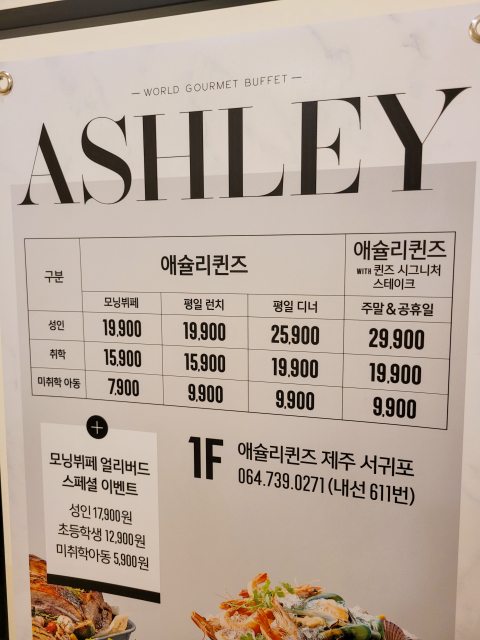 WORLD GOURMET BUFFET
ASHLEY
구분
애슐리퀸즈
애슐리퀸즈
WITH 퀸즈 시그니처
스테이크
모닝뷔페 평일 런치 평일 디너 주말 & 공휴일
성인 19,900 19,900 25,900 29,900
취학 15,900 15,900 19,900 19,900
미취학 아동 7,900 9,900 9,900 9,900
+
모닝뷔페 얼리버드
스페셜 이벤트
성인 17,900원
초등학생 12,900원
미취학아동 5,900원
1F
애슐리퀸즈 제주 서귀포
064.739.0271 (내선 611번)